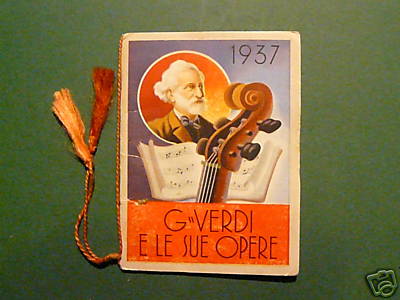 1937
G" VERDI
E LE SUE OPERE